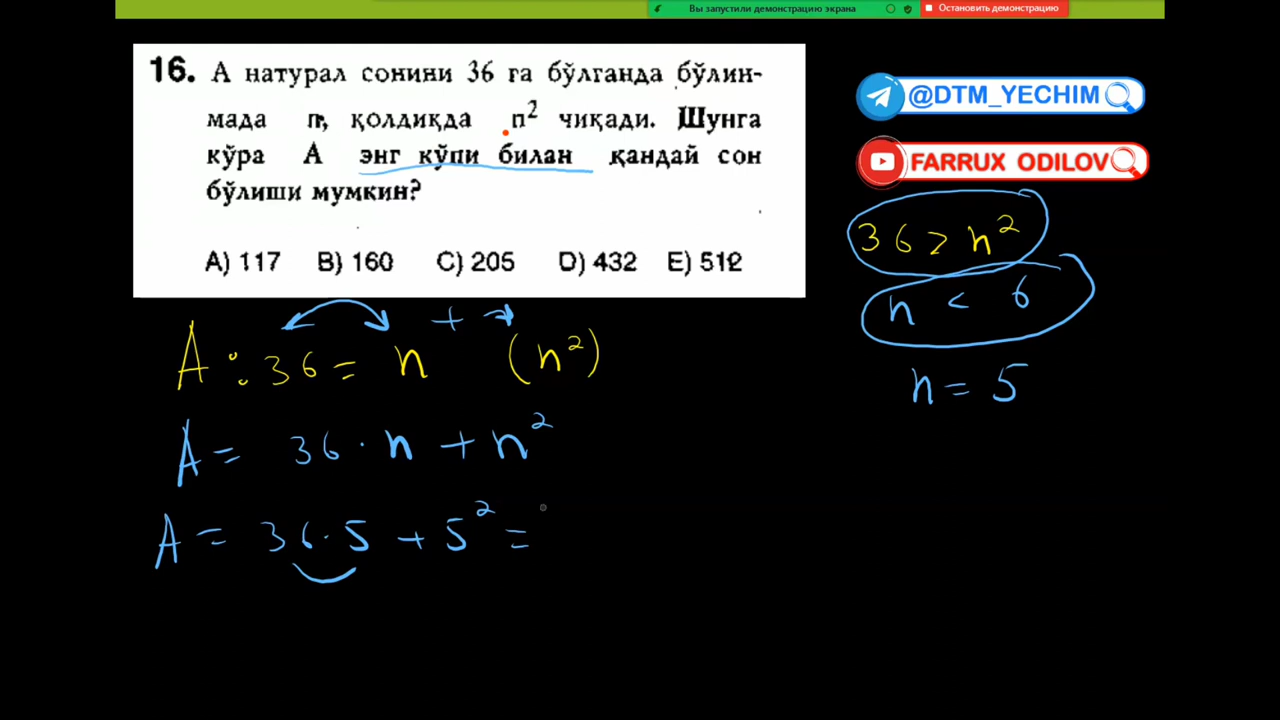 Вы запустили демонстрацию экрана
Остановить демонстрацию
16. А натурал сонини 36 га бўлганда бўлин-
мада n, қолдиқда n² чиқади. Шунга
кўра А энг кўпи билан қандай сон
бўлиши мумкин?
A) 117 B) 160 C) 205 D) 432 E) 512
@DTM_YECHIM
FARRUX ODILOV
36 > n²
n < 6
n = 5
A : 36 = n + (n²)
A = 36 · n + n²
A = 36 · 5 + 5² =